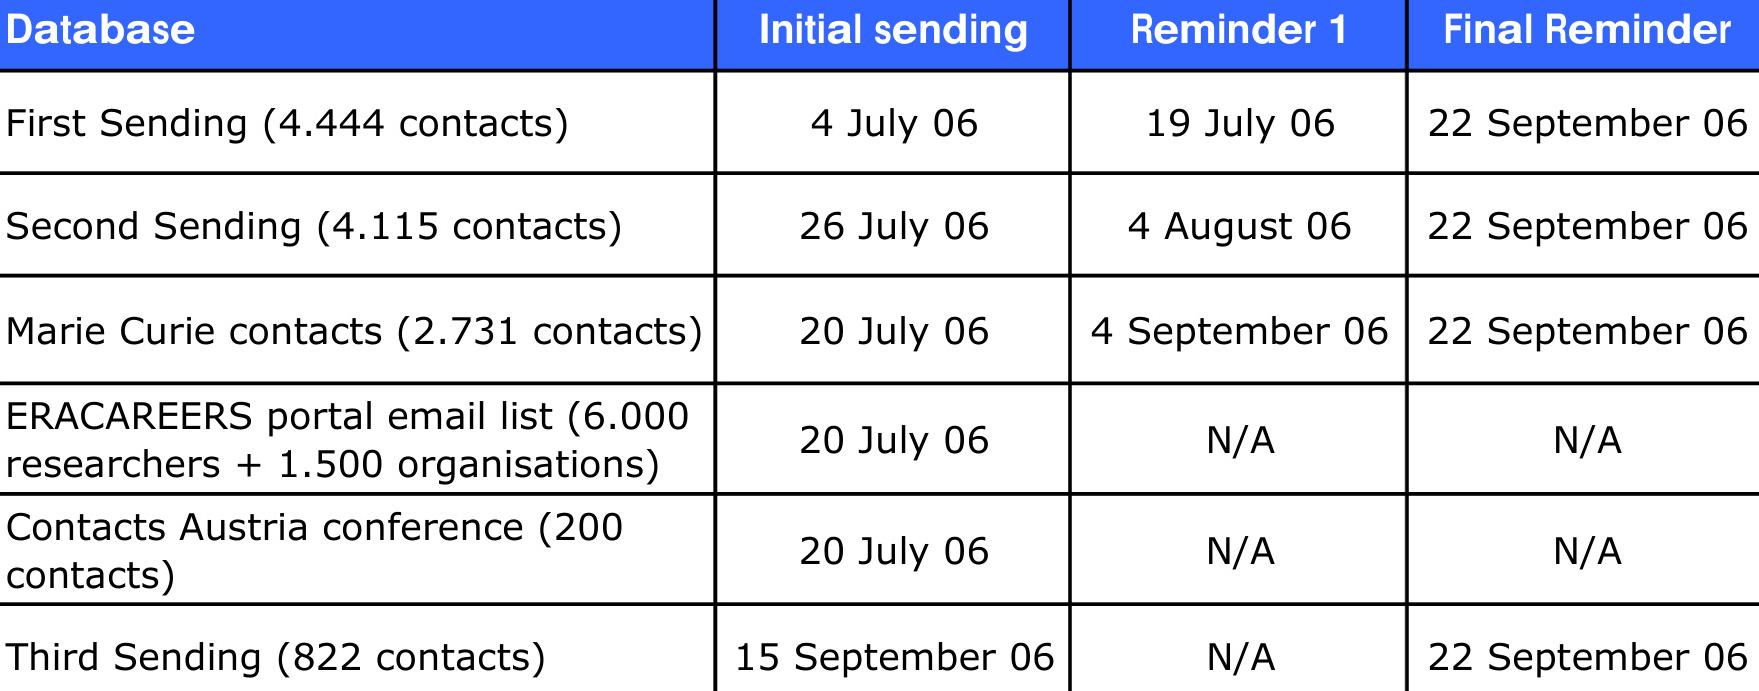 Database Initial sending Reminder 1 Final Reminder
First Sending (4.444 contacts) 4 July 06 19 July 06 22 September 06
Second Sending (4.115 contacts) 26 July 06 4 August 06 22 September 06
Marie Curie contacts (2.731 contacts) 20 July 06 4 September 06 22 September 06
ERACAREERS portal email list (6.000
researchers + 1.500 organisations) 20 July 06 N/A N/A
Contacts Austria conference (200
contacts) 20 July 06 N/A N/A
Third Sending (822 contacts) 15 September 06 N/A 22 September 06